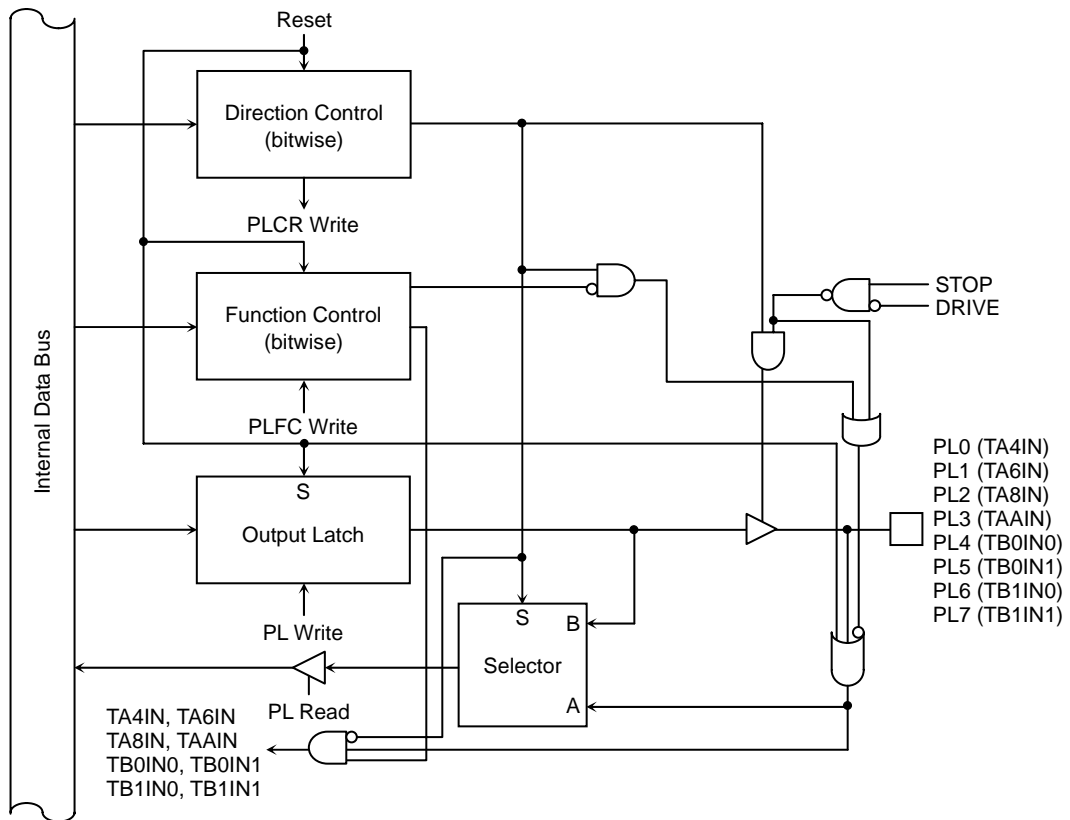 Reset
Direction Control
(bitwise)
PLCR Write
Function Control
(bitwise)
STOP
DRIVE
Internal Data Bus
PLFC Write
S
Output Latch
PL0 (TA4IN)
PL1 (TA6IN)
PL2 (TA8IN)
PL3 (TAAIN)
PL4 (TB0IN0)
PL5 (TB0IN1)
PL6 (TB1IN0)
PL7 (TB1IN1)
PL Write
S
B
Selector
A
PL Read
TA4IN, TA6IN
TA8IN, TAAIN
TB0IN0, TB0IN1
TB1IN0, TB1IN1